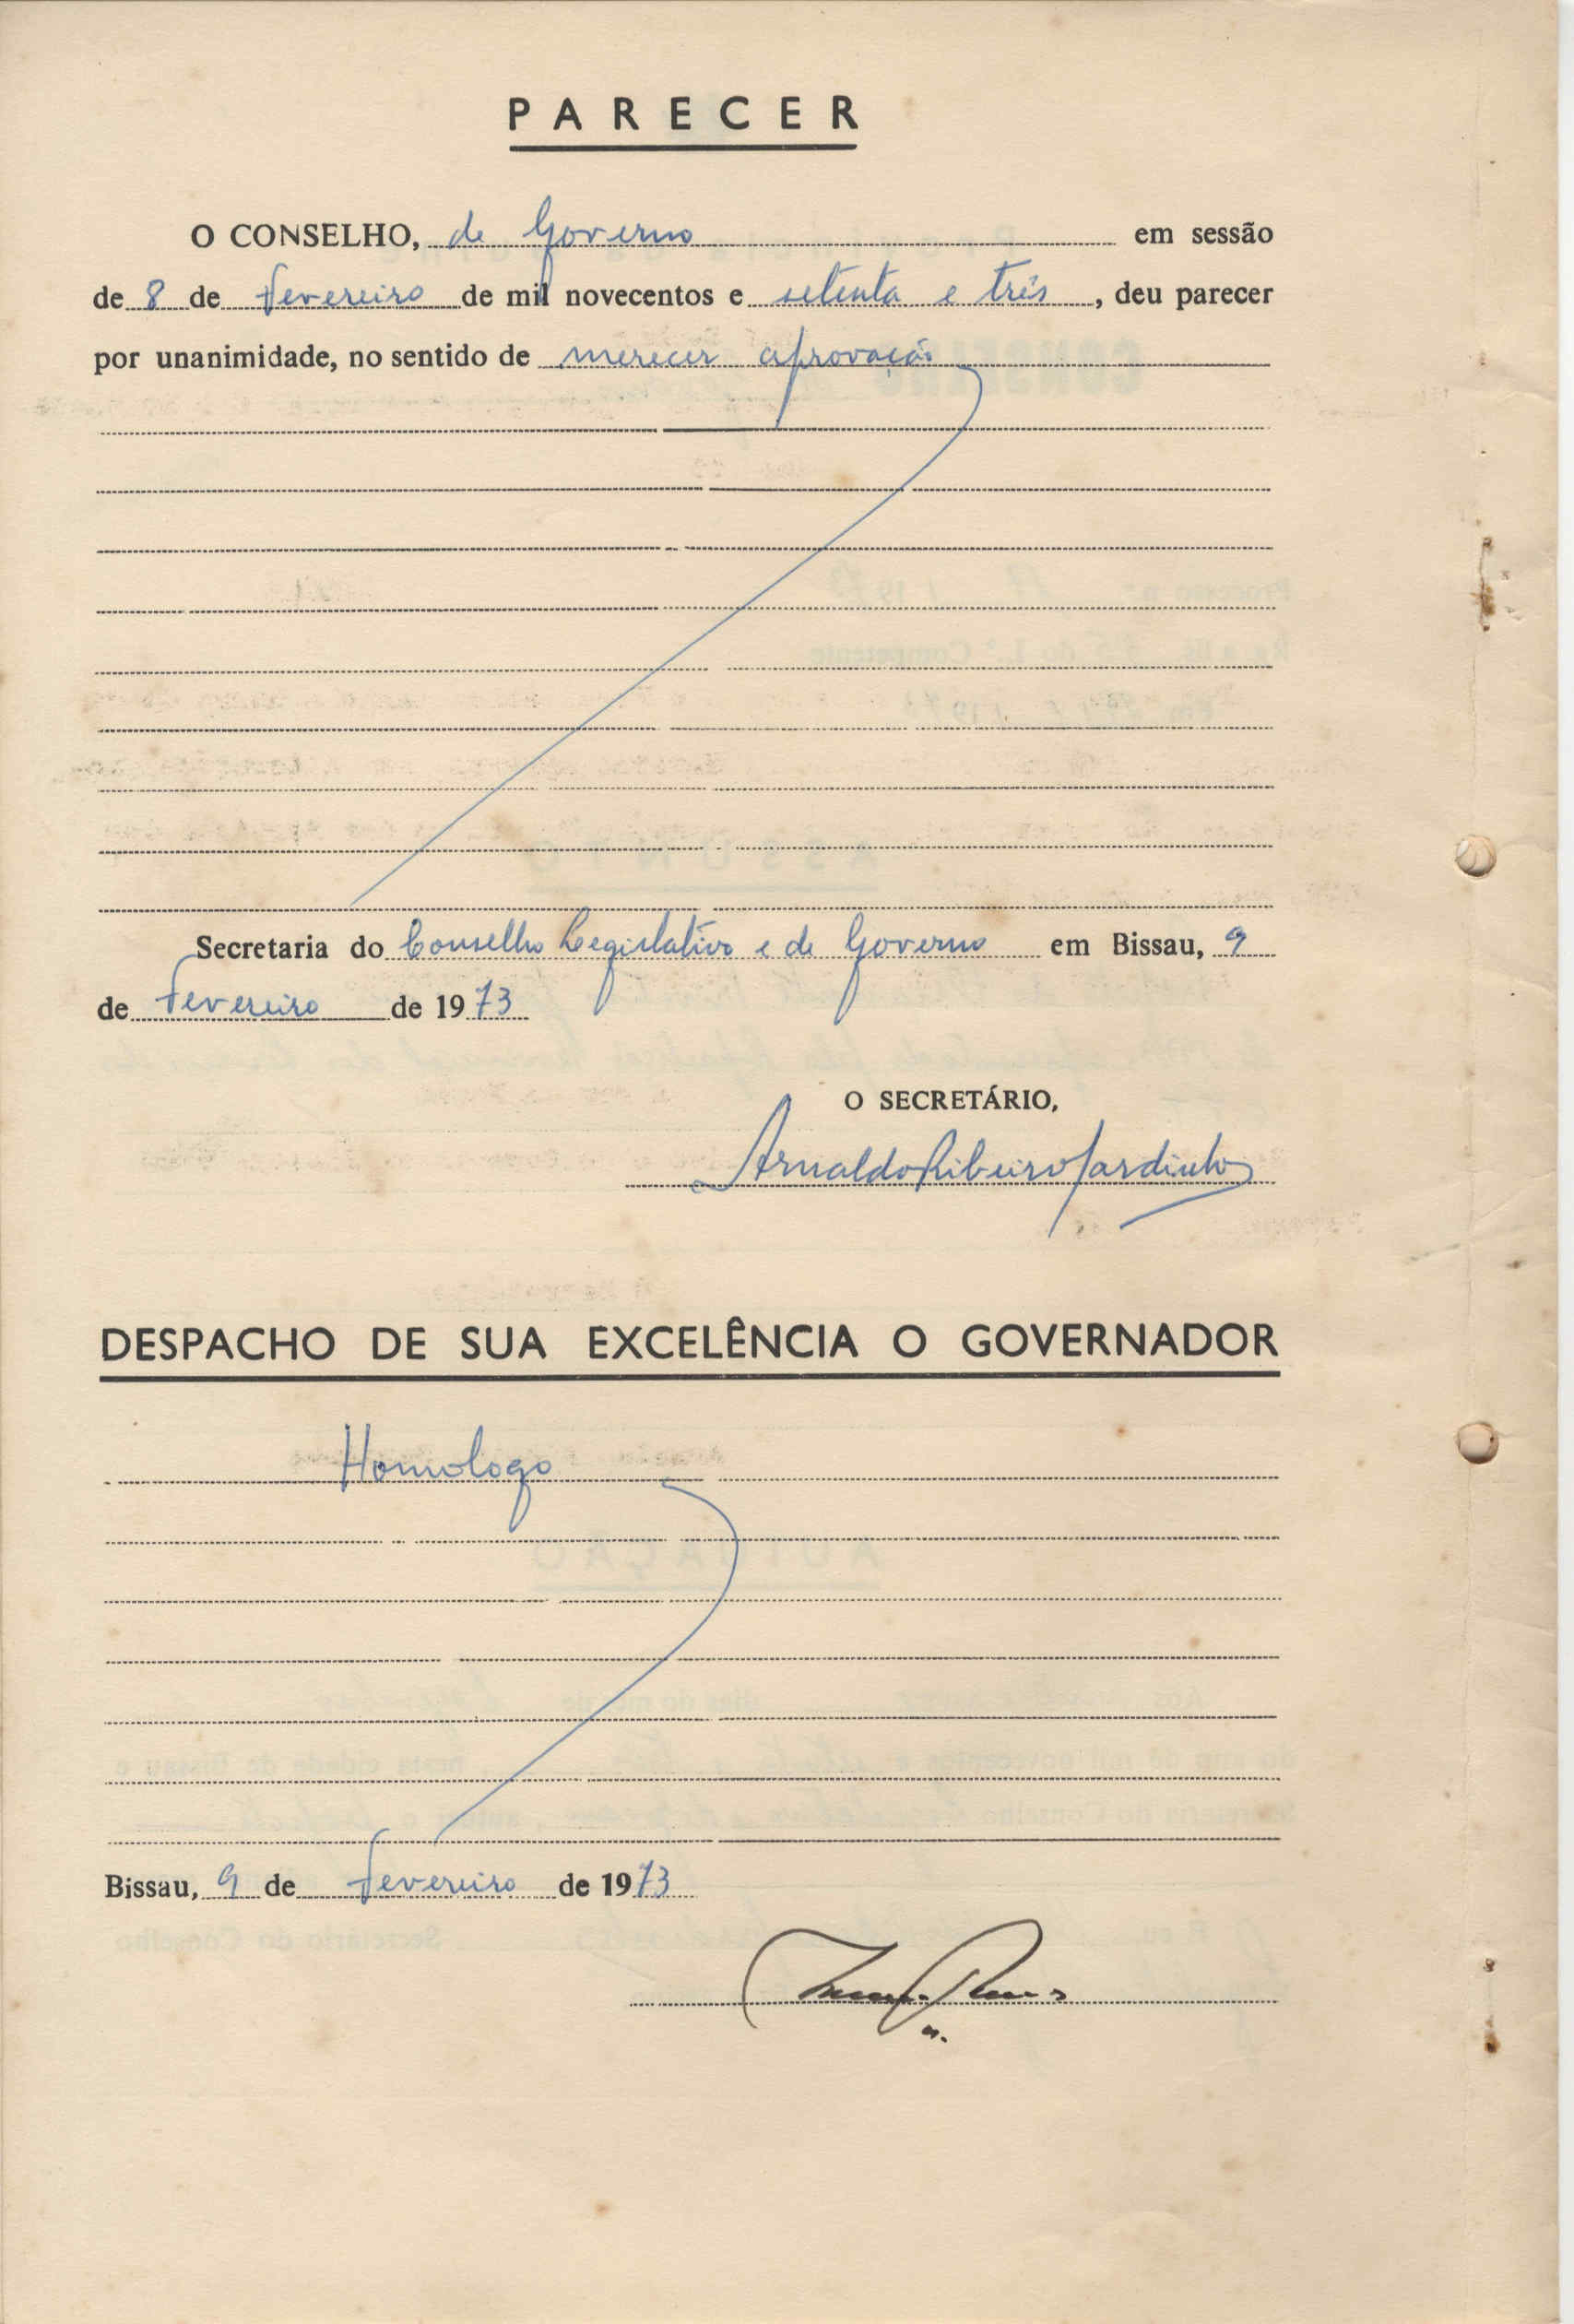 PARECER
O CONSELHO, de Governo em sessão
de 8 de fevereiro de mil novecentos e setenta e três, deu parecer
por unanimidade, no sentido de merecer aprovação
Secretaria do Conselho Legislativo e de Governo em Bissau, 9
de fevereiro de 1973
O SECRETÁRIO,
Arnaldo Ribeiro Sardinha
DESPACHO DE SUA EXCELÊNCIA O GOVERNADOR
Homologo
Bissau, 9 de fevereiro de 1973